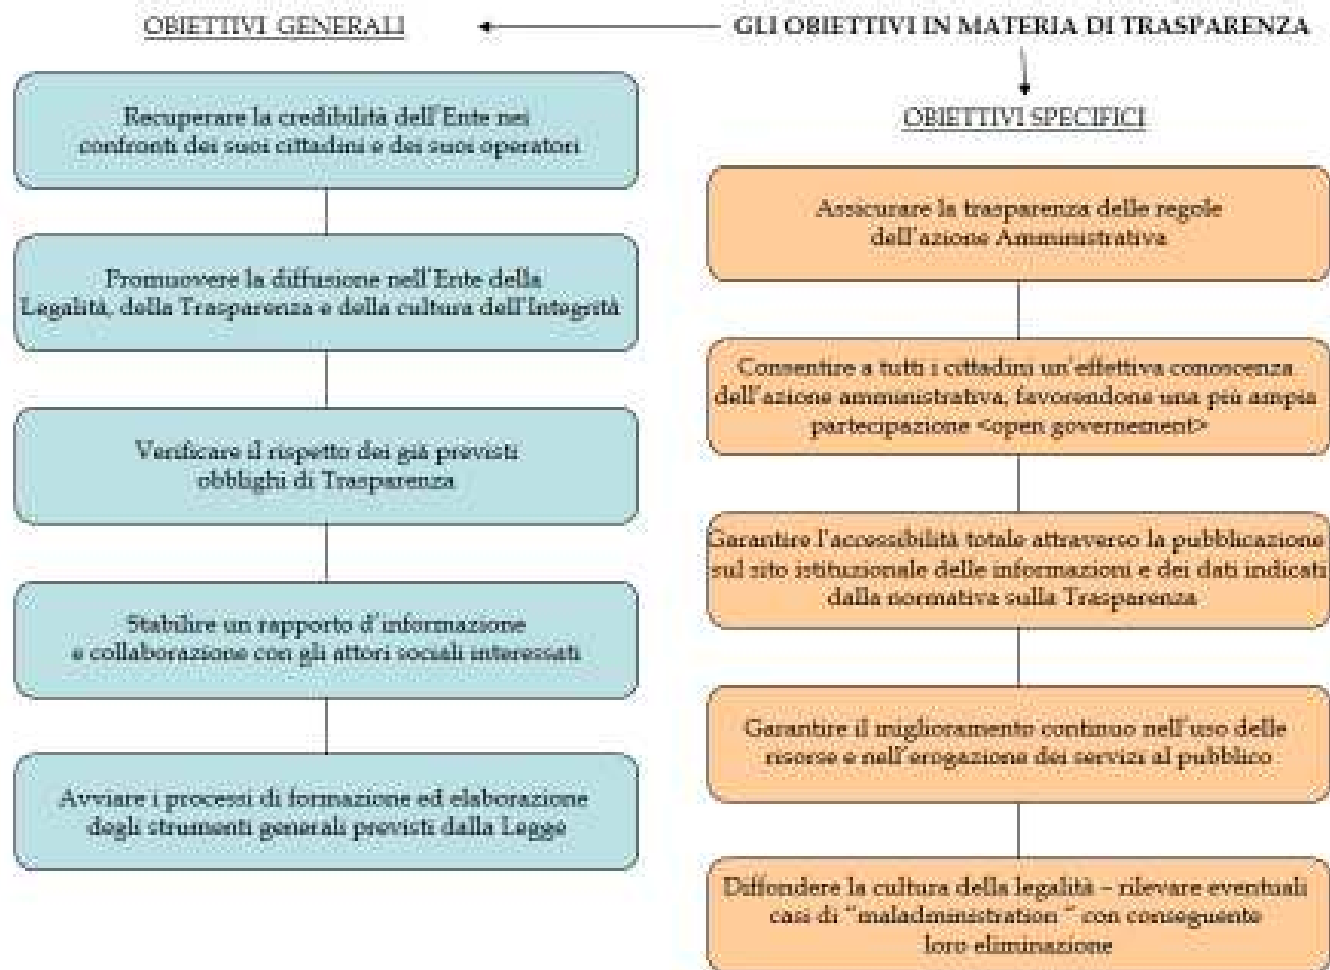 OBIETTIVI GENERALI
GLI OBIETTIVI IN MATERIA DI TRASPARENZA
Recuperare la credibilità dell'Ente nei
confronti dei suoi cittadini e dei suoi operatori
Promuovere la diffusione nell'Ente della
Legalità, della Trasparenza e della cultura dell'Integrità
Verificare il rispetto dei già previsti
obblighi di Trasparenza
Stabilire un rapporto d'informazione
e collaborazione con gli attori sociali interessati
Avviare i processi di formazione ed elaborazione
degli strumenti generali previsti dalla Legge
OBIETTIVI SPECIFICI
Assicurare la trasparenza delle regole
dell'azione Amministrativa
Consentire a tutti i cittadini un'effettiva conoscenza
dell'azione amministrativa, favorendone una più ampia
partecipazione <open governement>
Garantire l'accessibilità totale attraverso la pubblicazione
sul sito istituzionale delle informazioni e dei dati indicati
dalla normativa sulla Trasparenza
Garantire il miglioramento continuo nell'uso delle
risorse e nell'erogazione dei servizi al pubblico
Diffondere la cultura della legalità – rilevare eventuali
casi di "maladministration " con conseguente
loro eliminazione